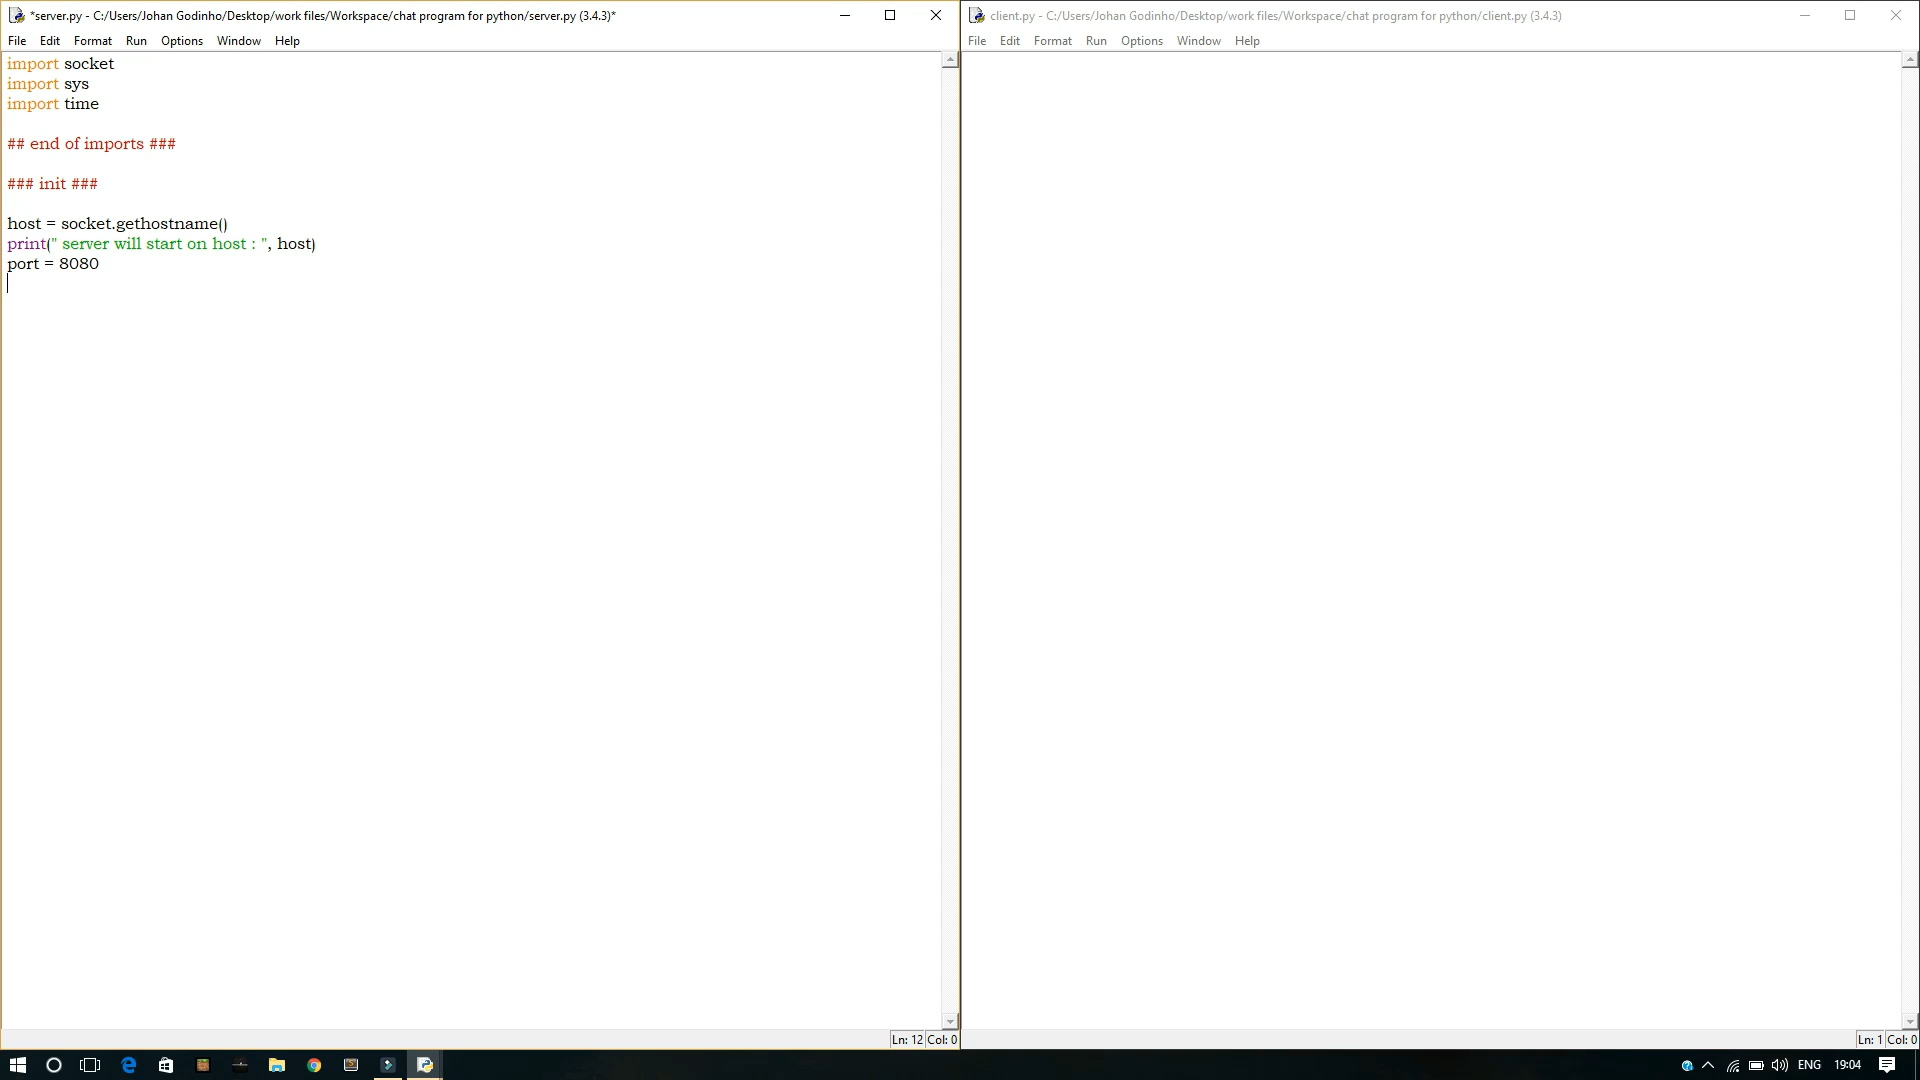 *server.py - C:/Users/Johan Godinho/Desktop/work files/Workspace/chat program for python/server.py (3.4.3)*
File Edit Format Run Options Window Help
import socket
import sys
import time
## end of imports ###
### init ###
host = socket.gethostname()
print(" server will start on host : ", host)
port = 8080
Ln: 12 Col: 0
client.py - C:/Users/Johan Godinho/Desktop/work files/Workspace/chat program for python/client.py (3.4.3)
File Edit Format Run Options Window Help
Ln: 1 Col: 0
ENG 19:04